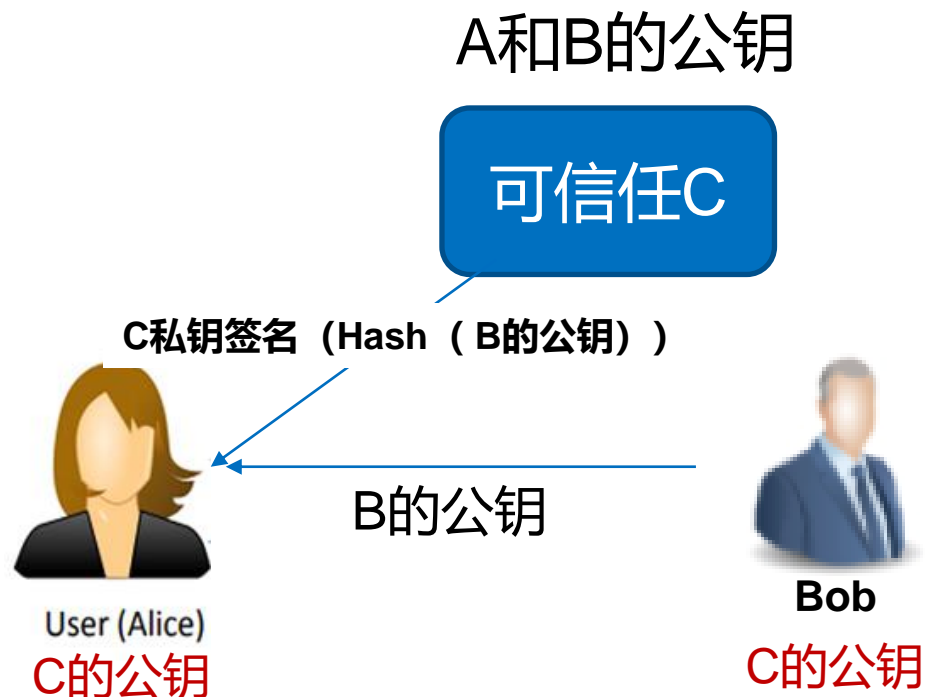 A和B的公钥
可信任C
C私钥签名（Hash（ B的公钥））
B的公钥
User (Alice)
C的公钥
Bob
C的公钥